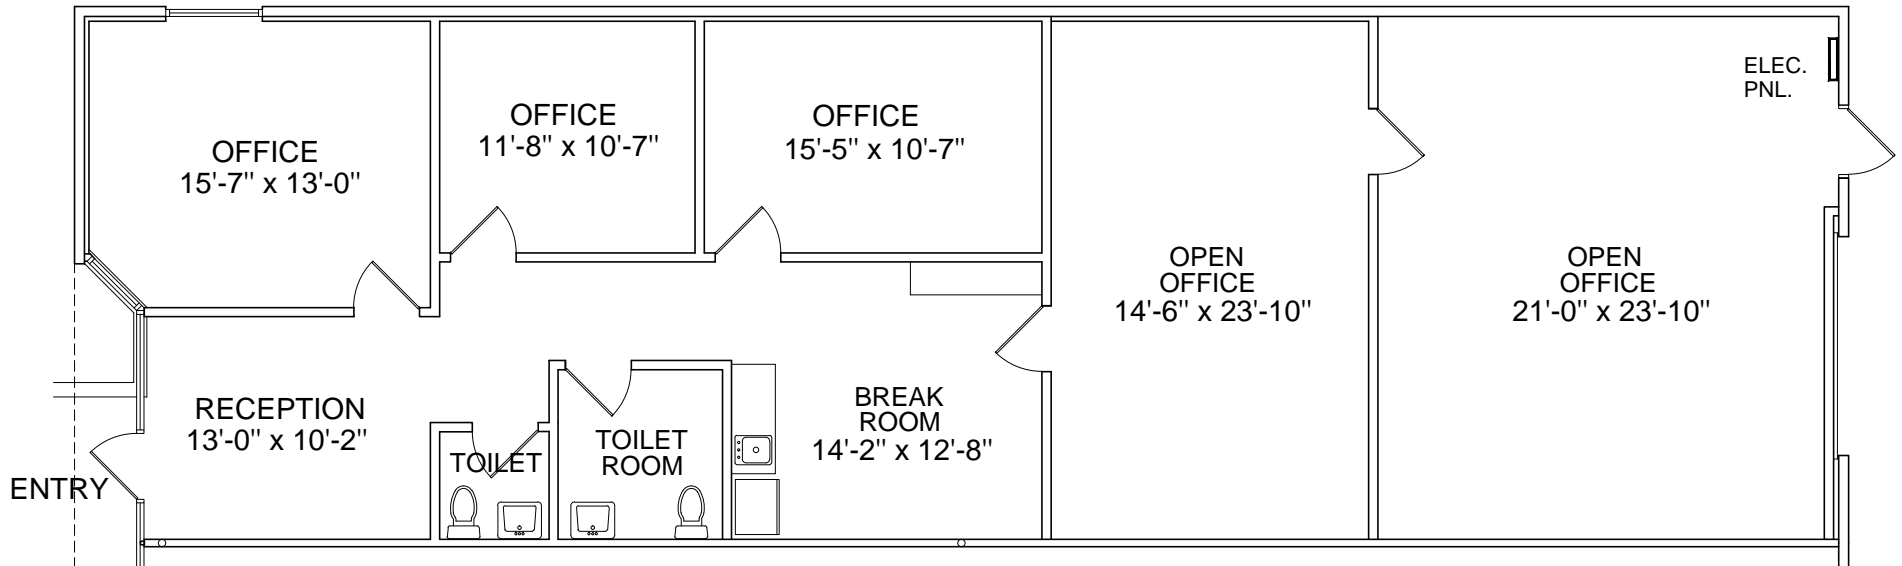 OFFICE
15'-7" x 13'-0"
OFFICE
11'-8" x 10'-7"
OFFICE
15'-5" x 10'-7"
ELEC.
PNL.
OPEN
OFFICE
14'-6" x 23'-10"
OPEN
OFFICE
21'-0" x 23'-10"
RECEPTION
13'-0" x 10'-2"
ENTRY
TOILET
TOILET
ROOM
BREAK
ROOM
14'-2" x 12'-8"